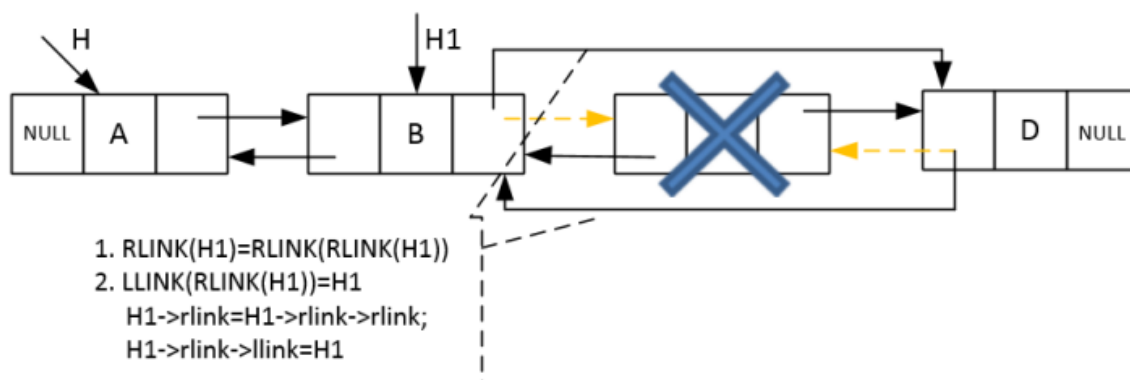 H
H1
NULL A B D NULL
1. RLINK(H1)=RLINK(RLINK(H1))
2. LLINK(RLINK(H1))=H1
H1->rlink=H1->rlink->rlink;
H1->rlink->llink=H1